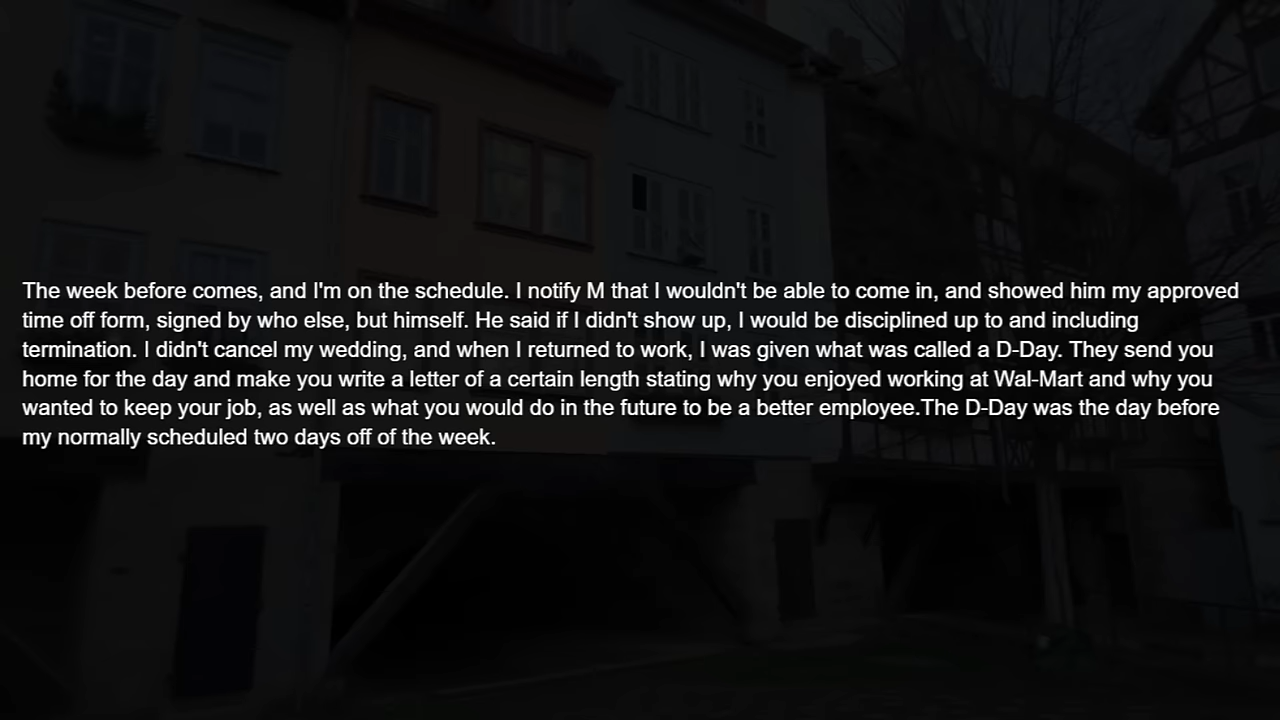 The week before comes, and I'm on the schedule. I notify M that I wouldn't be able to come in, and showed him my approved
time off form, signed by who else, but himself. He said if I didn't show up, I would be disciplined up to and including
termination. I didn't cancel my wedding, and when I returned to work, I was given what was called a D-Day. They send you
home for the day and make you write a letter of a certain length stating why you enjoyed working at Wal-Mart and why you
wanted to keep your job, as well as what you would do in the future to be a better employee.The D-Day was the day before
my normally scheduled two days off of the week.